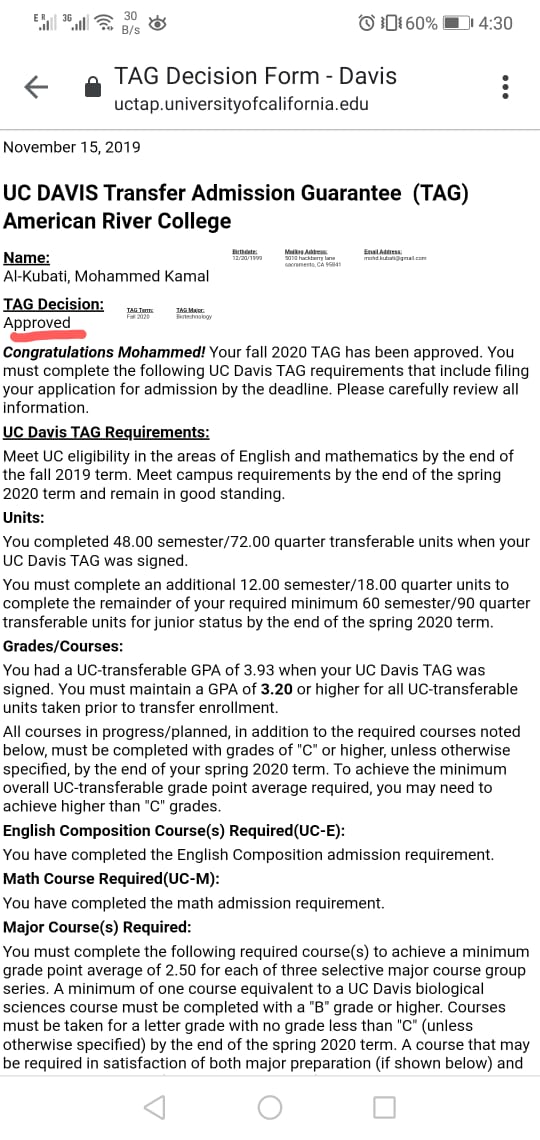 E R 3G 30 B/s 60% 4:30
TAG Decision Form - Davis
uctap.universityofcalifornia.edu
November 15, 2019
UC DAVIS Transfer Admission Guarantee (TAG)
American River College
Name:
Al-Kubati, Mohammed Kamal
Birthdate:
12/20/1999
Mailing Address:
5010 hackberry lane
sacramento, CA 95841
Email Address:
mohd.kubati@gmail.com
TAG Decision:
Approved
TAG Term:
Fall 2020
TAG Major:
Biotechnology
Congratulations Mohammed! Your fall 2020 TAG has been approved. You
must complete the following UC Davis TAG requirements that include filing
your application for admission by the deadline. Please carefully review all
information.
UC Davis TAG Requirements:
Meet UC eligibility in the areas of English and mathematics by the end of
the fall 2019 term. Meet campus requirements by the end of the spring
2020 term and remain in good standing.
Units:
You completed 48.00 semester/72.00 quarter transferable units when your
UC Davis TAG was signed.
You must complete an additional 12.00 semester/18.00 quarter units to
complete the remainder of your required minimum 60 semester/90 quarter
transferable units for junior status by the end of the spring 2020 term.
Grades/Courses:
You had a UC-transferable GPA of 3.93 when your UC Davis TAG was
signed. You must maintain a GPA of 3.20 or higher for all UC-transferable
units taken prior to transfer enrollment.
All courses in progress/planned, in addition to the required courses noted
below, must be completed with grades of "C" or higher, unless otherwise
specified, by the end of your spring 2020 term. To achieve the minimum
overall UC-transferable grade point average required, you may need to
achieve higher than "C" grades.
English Composition Course(s) Required(UC-E):
You have completed the English Composition admission requirement.
Math Course Required(UC-M):
You have completed the math admission requirement.
Major Course(s) Required:
You must complete the following required course(s) to achieve a minimum
grade point average of 2.50 for each of three selective major course group
series. A minimum of one course equivalent to a UC Davis biological
sciences course must be completed with a "B" grade or higher. Courses
must be taken for a letter grade with no grade less than "C" (unless
otherwise specified) by the end of the spring 2020 term. A course that may
be required in satisfaction of both major preparation (if shown below) and